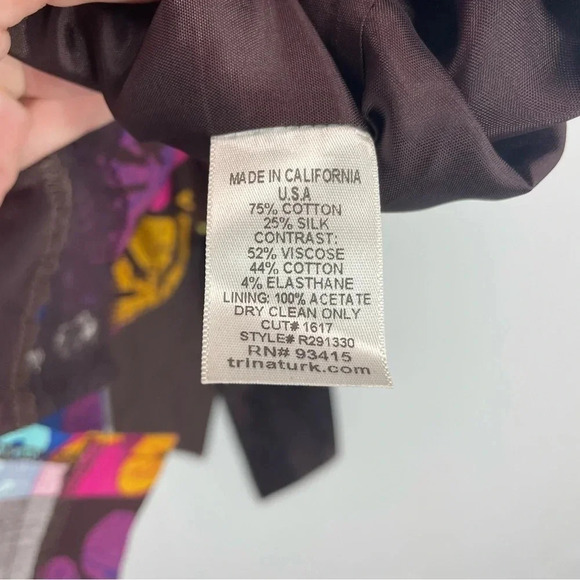 MADE IN CALIFORNIA
U.S.A
75% COTTON
25% SILK
CONTRAST:
52% VISCOSE
44% COTTON
4% ELASTHANE
LINING: 100% ACETATE
DRY CLEAN ONLY
CUT# 1617
STYLE# R291330
RN# 93415
trinaturk.com